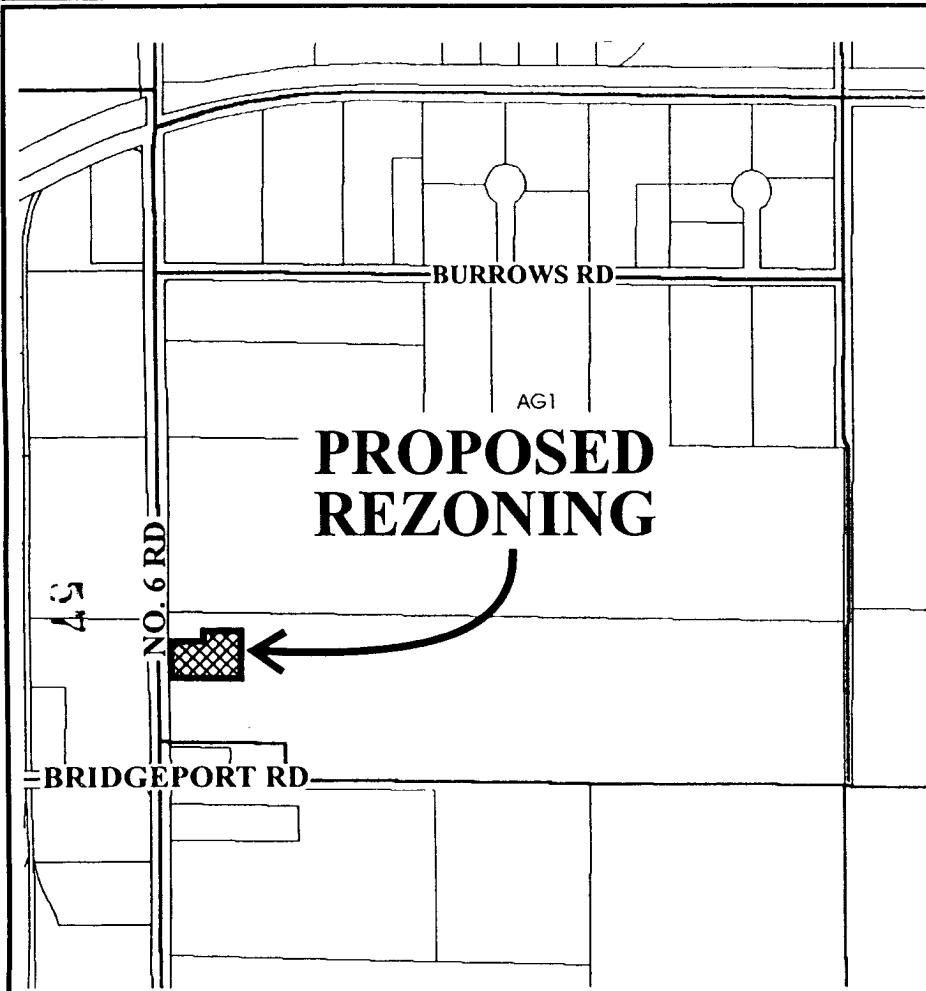 BURROWS RD
AG1
PROPOSED
REZONING
NO. 6 RD
BRIDGEPORT RD